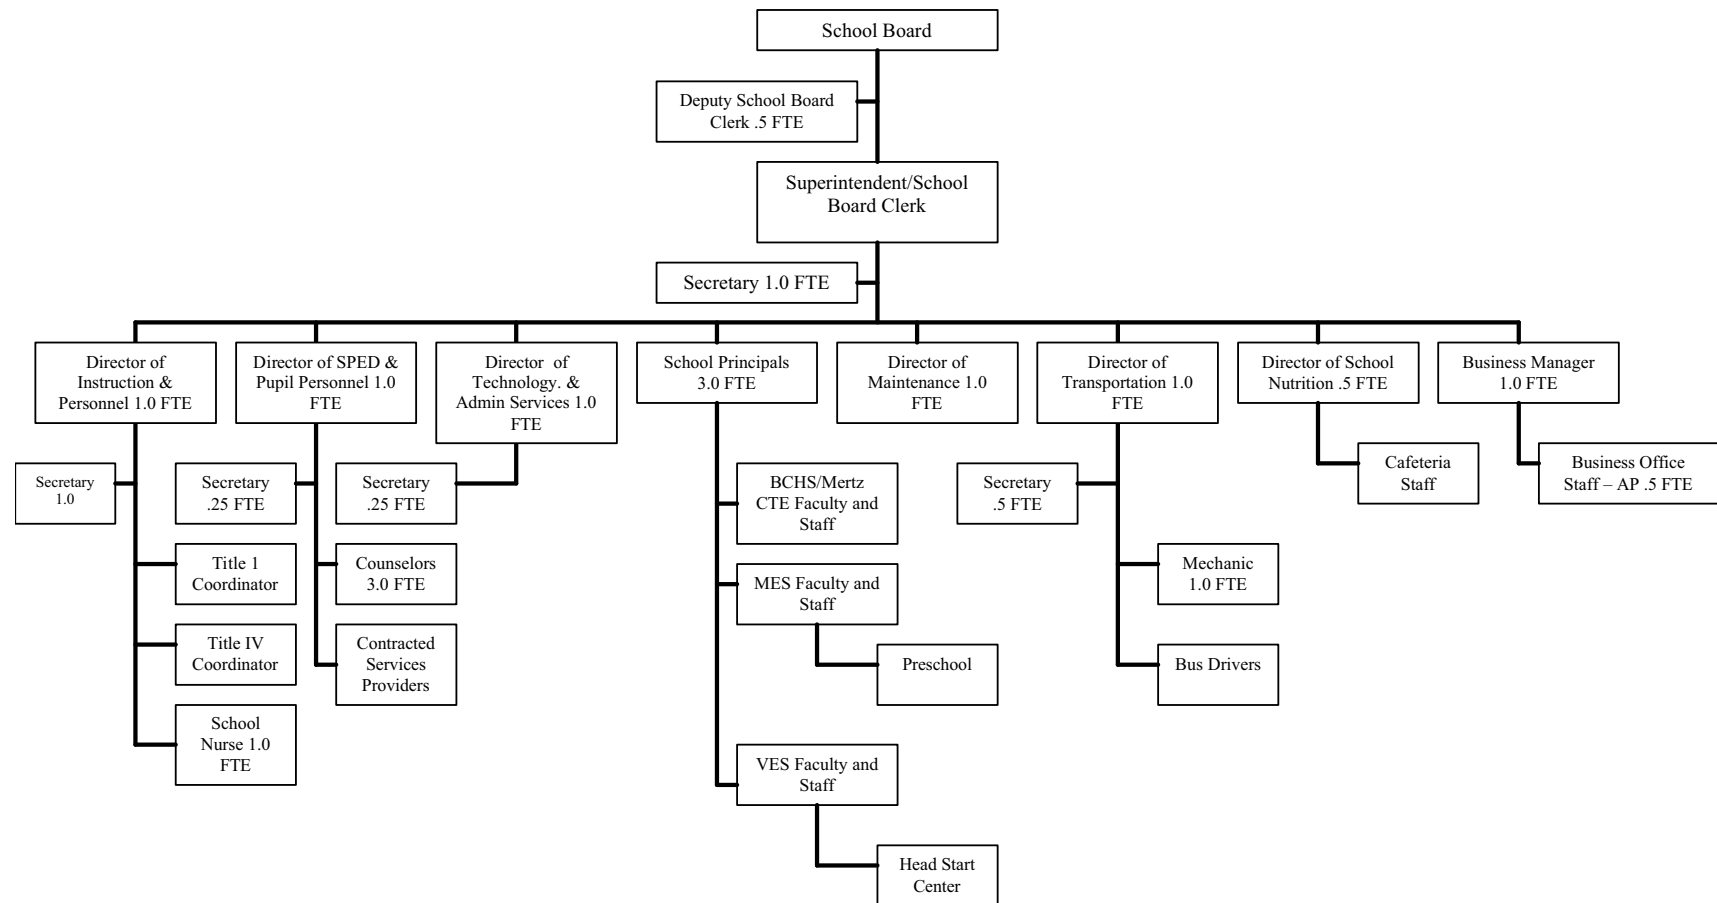 School Board
Deputy School Board
Clerk .5 FTE
Superintendent/School
Board Clerk
Secretary 1.0 FTE
Director of
Instruction &
Personnel 1.0 FTE
Director of SPED &
Pupil Personnel 1.0
FTE
Director of
Technology. &
Admin Services 1.0
FTE
School Principals
3.0 FTE
Director of
Maintenance 1.0
FTE
Director of
Transportation 1.0
FTE
Director of School
Nutrition .5 FTE
Business Manager
1.0 FTE
Secretary
1.0
Secretary
.25 FTE
Secretary
.25 FTE
BCHS/Mertz
CTE Faculty and
Staff
Secretary
.5 FTE
Cafeteria
Staff
Business Office
Staff – AP .5 FTE
Title 1
Coordinator
Counselors
3.0 FTE
MES Faculty and
Staff
Mechanic
1.0 FTE
Title IV
Coordinator
Contracted
Services
Providers
Preschool
Bus Drivers
School
Nurse 1.0
FTE
VES Faculty and
Staff
Head Start
Center